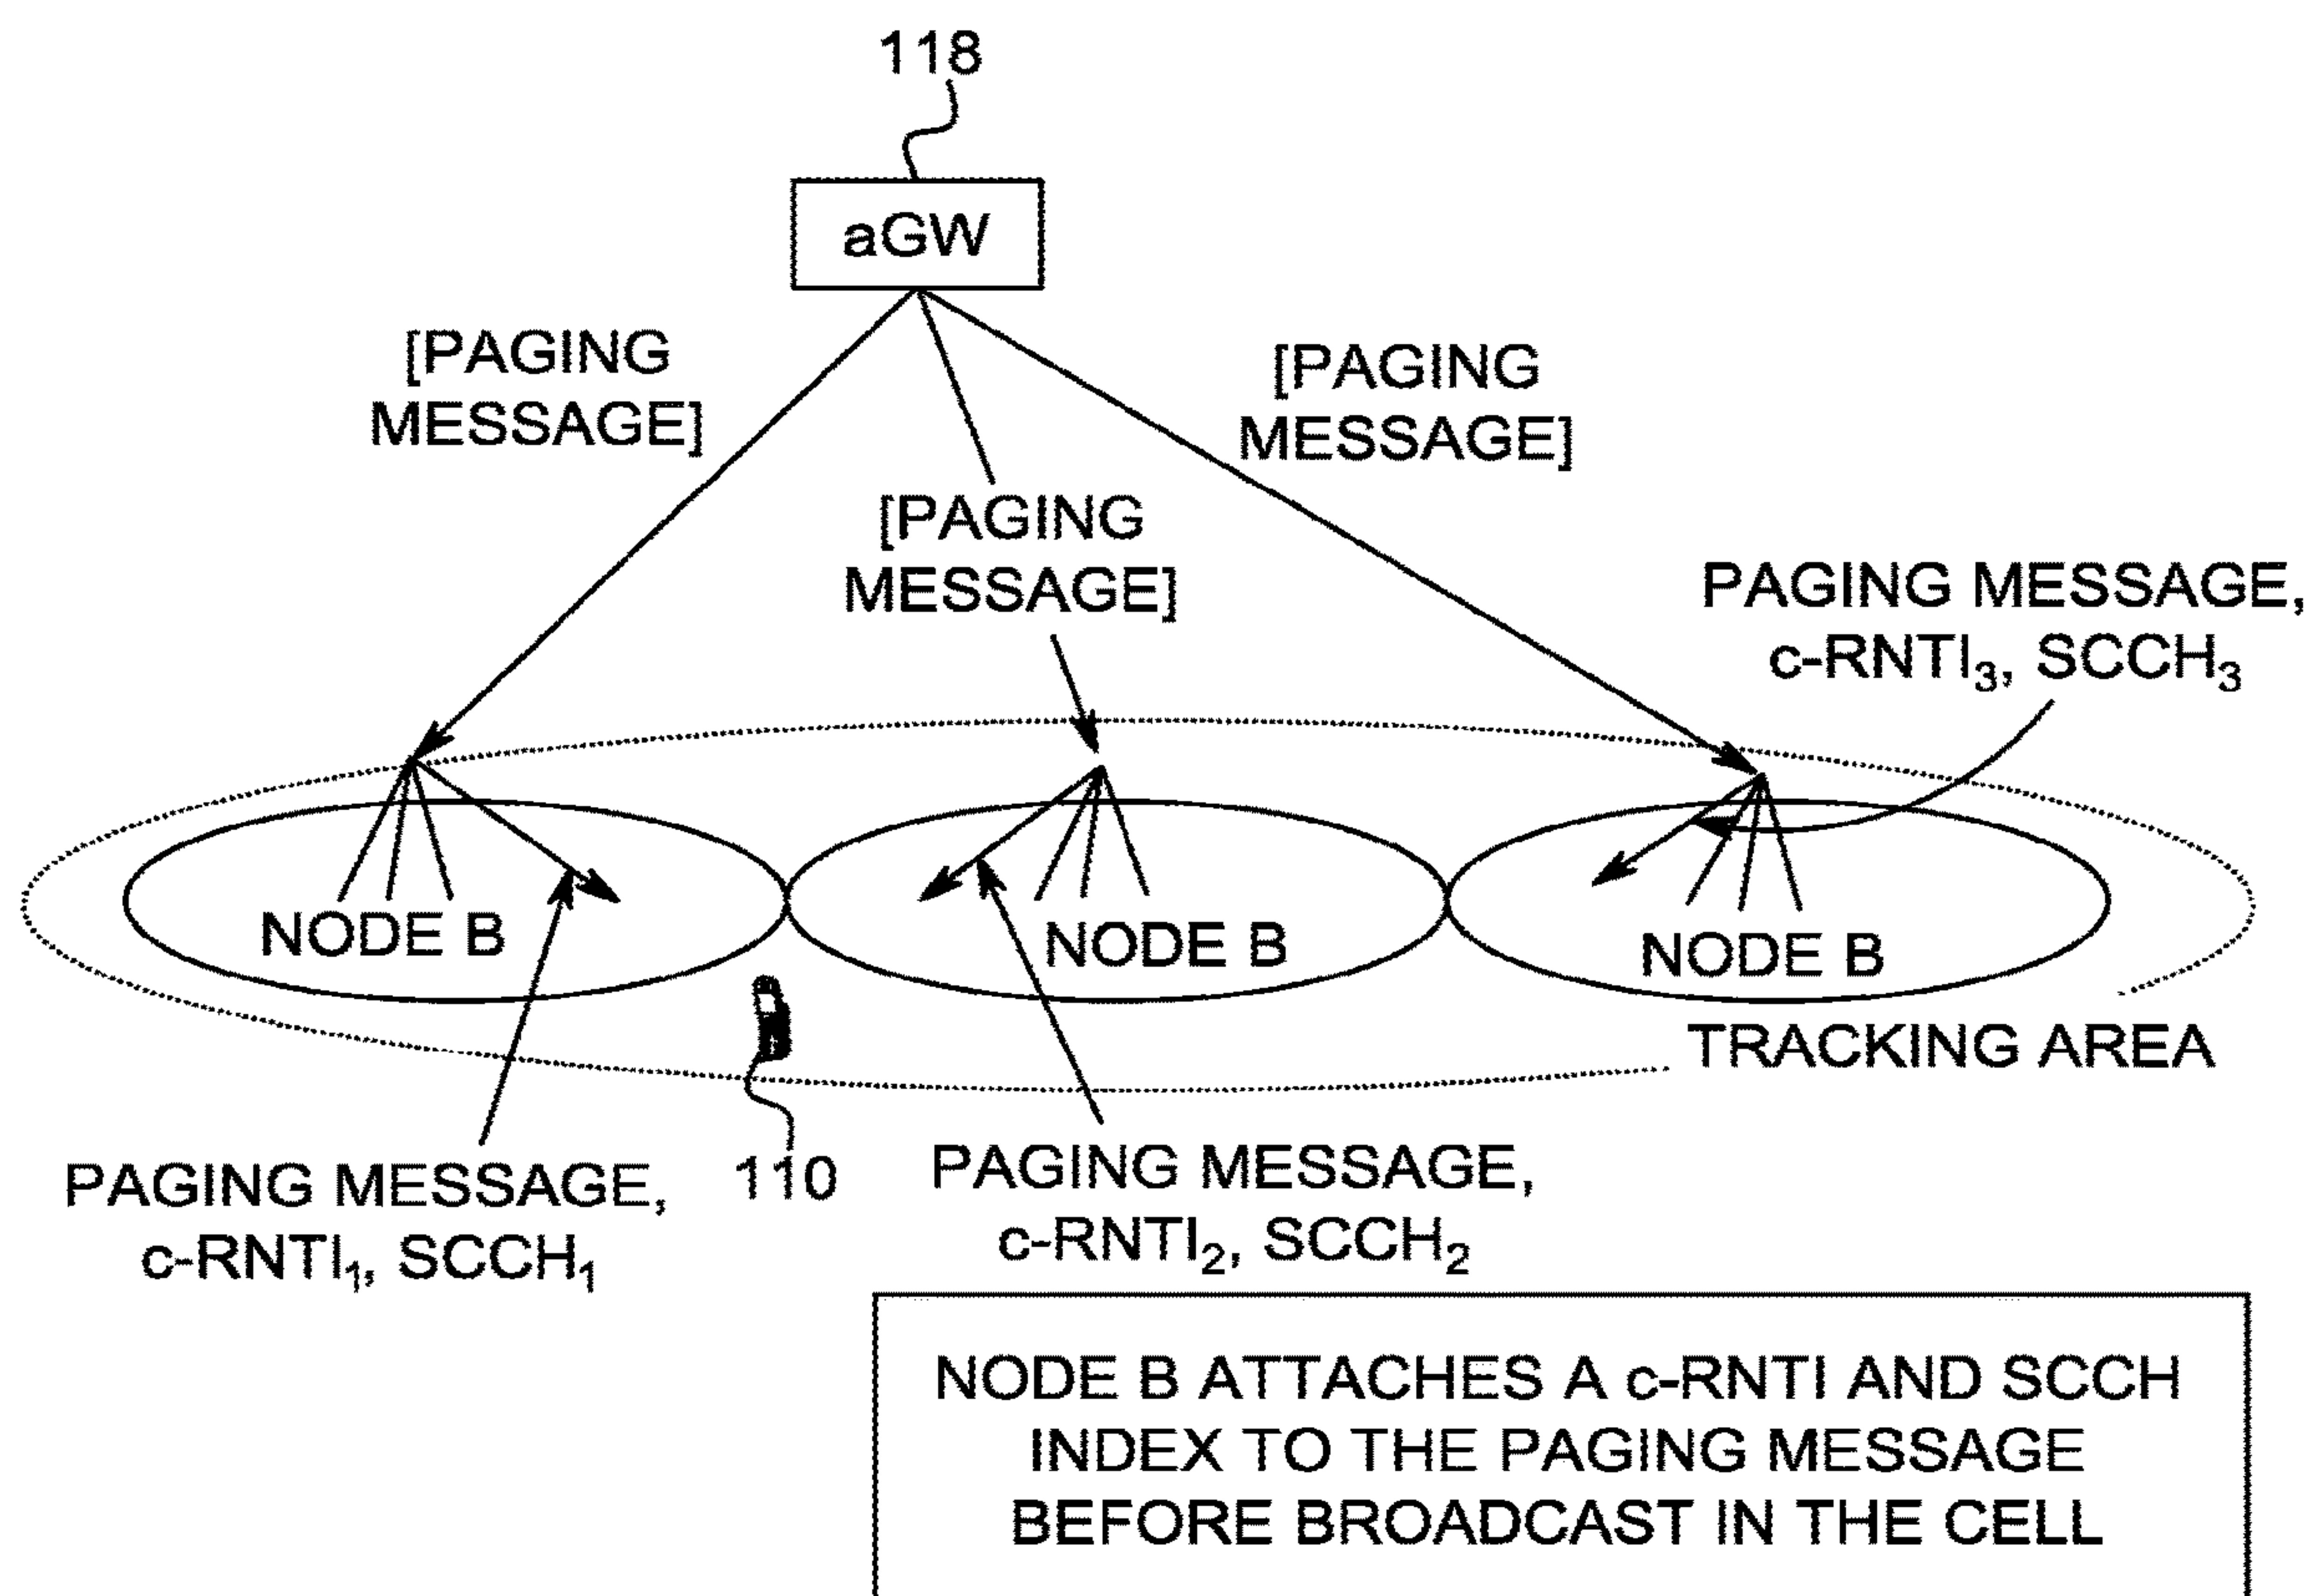 118
aGW
[PAGING
MESSAGE]
[PAGING
MESSAGE]
[PAGING
MESSAGE]
PAGING MESSAGE,
c-RNTI₃, SCCH₃
NODE B
NODE B
NODE B
TRACKING AREA
110
PAGING MESSAGE,
c-RNTI₁, SCCH₁
PAGING MESSAGE,
c-RNTI₂, SCCH₂
NODE B ATTACHES A c-RNTI AND SCCH
INDEX TO THE PAGING MESSAGE
BEFORE BROADCAST IN THE CELL